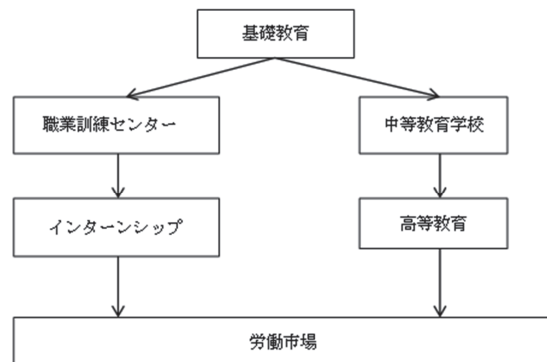 基礎教育
職業訓練センター
中等教育学校
インターンシップ
高等教育
労働市場